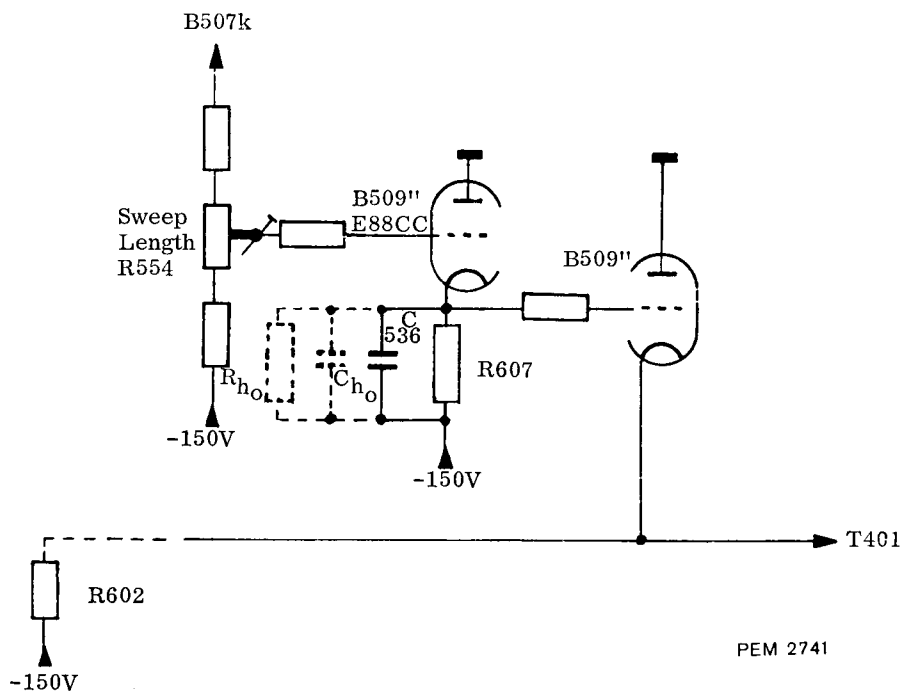 B507k
Sweep
Length
R554
B509"
E88CC
B509"
C
536
Rho
Cho
R607
-150V
-150V
T401
R602
-150V
PEM 2741